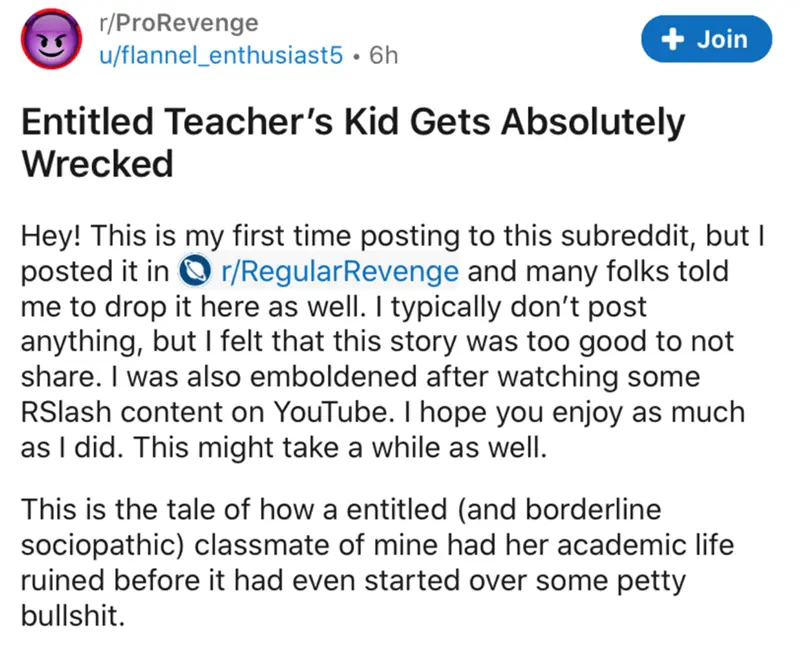 r/ProRevenge
u/flannel_enthusiast5 • 6h
+ Join
Entitled Teacher’s Kid Gets Absolutely
Wrecked
Hey! This is my first time posting to this subreddit, but I
posted it in r/RegularRevenge and many folks told
me to drop it here as well. I typically don’t post
anything, but I felt that this story was too good to not
share. I was also emboldened after watching some
RSlash content on YouTube. I hope you enjoy as much
as I did. This might take a while as well.
This is the tale of how a entitled (and borderline
sociopathic) classmate of mine had her academic life
ruined before it had even started over some petty
bullshit.